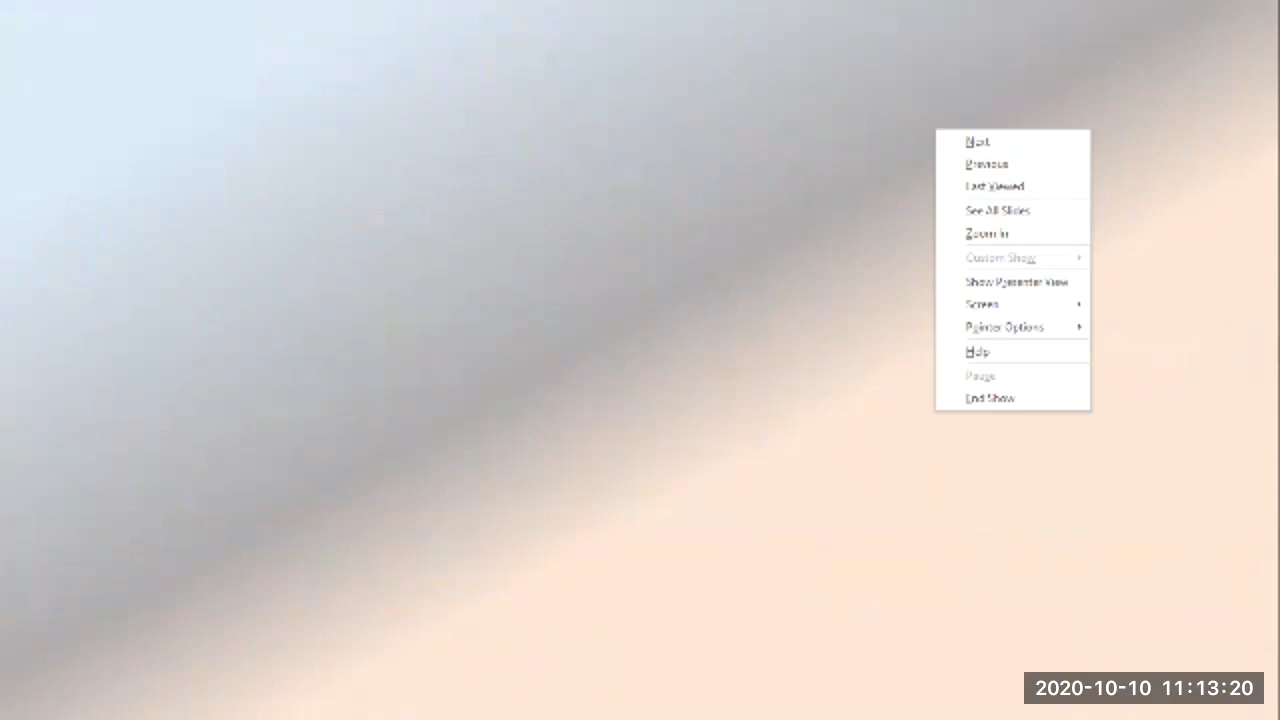 Next
Previous
Last Viewed
See All Slides
Zoom In
Custom Show
Show Presenter View
Screen
Pointer Options
Help
Pause
End Show
2020-10-10 11:13:20